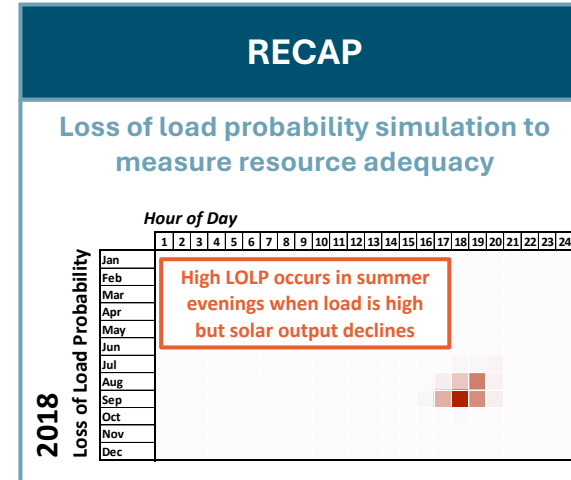 RECAP
Loss of load probability simulation to
measure resource adequacy
Hour of Day
1 2 3 4 5 6 7 8 9 10 11 12 13 14 15 16 17 18 19 20 21 22 23 24
High LOLP occurs in summer
evenings when load is high
but solar output declines
2018
Loss of Load Probability
Jan
Feb
Mar
Apr
May
Jun
Jul
Aug
Sep
Oct
Nov
Dec